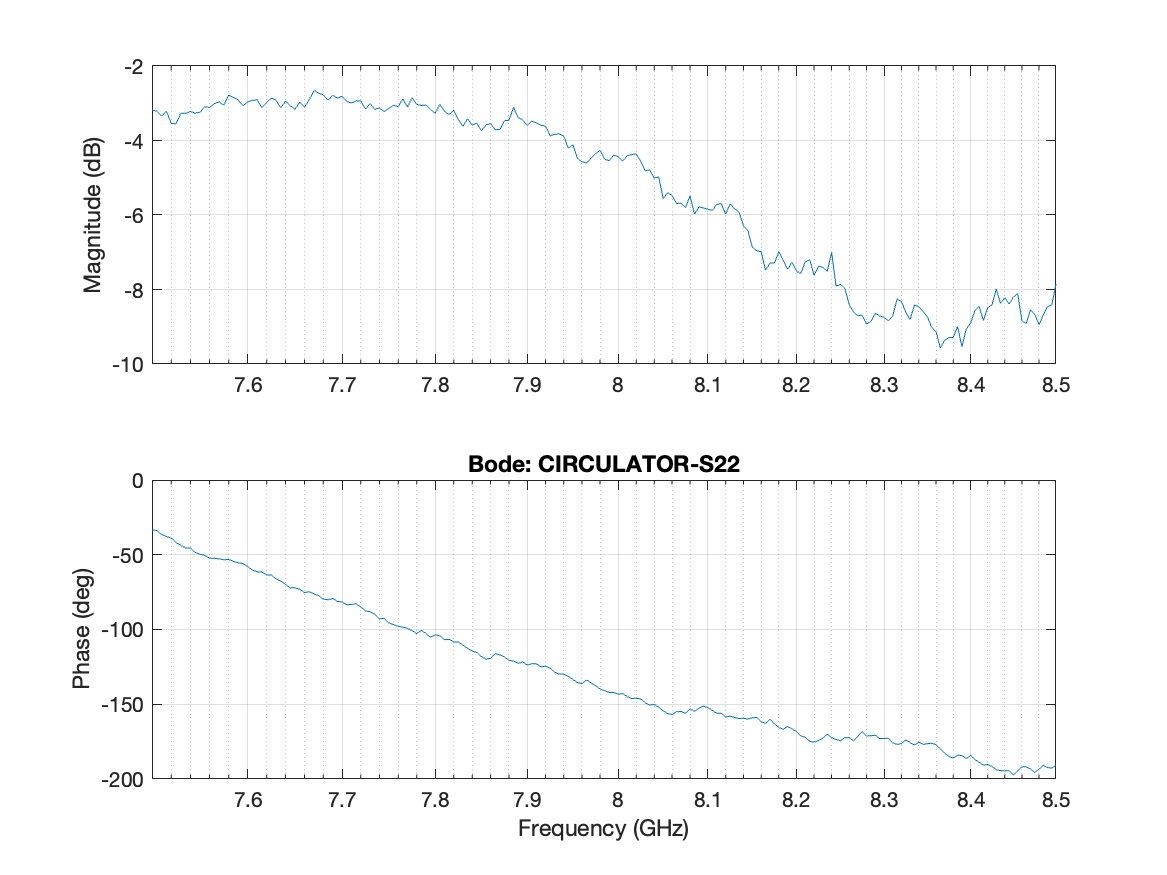 -2
-4
-6
-8
-10
Magnitude (dB)
7.6 7.7 7.8 7.9 8 8.1 8.2 8.3 8.4 8.5
Bode: CIRCULATOR-S22
0
-50
-100
-150
-200
Phase (deg)
7.6 7.7 7.8 7.9 8 8.1 8.2 8.3 8.4 8.5
Frequency (GHz)